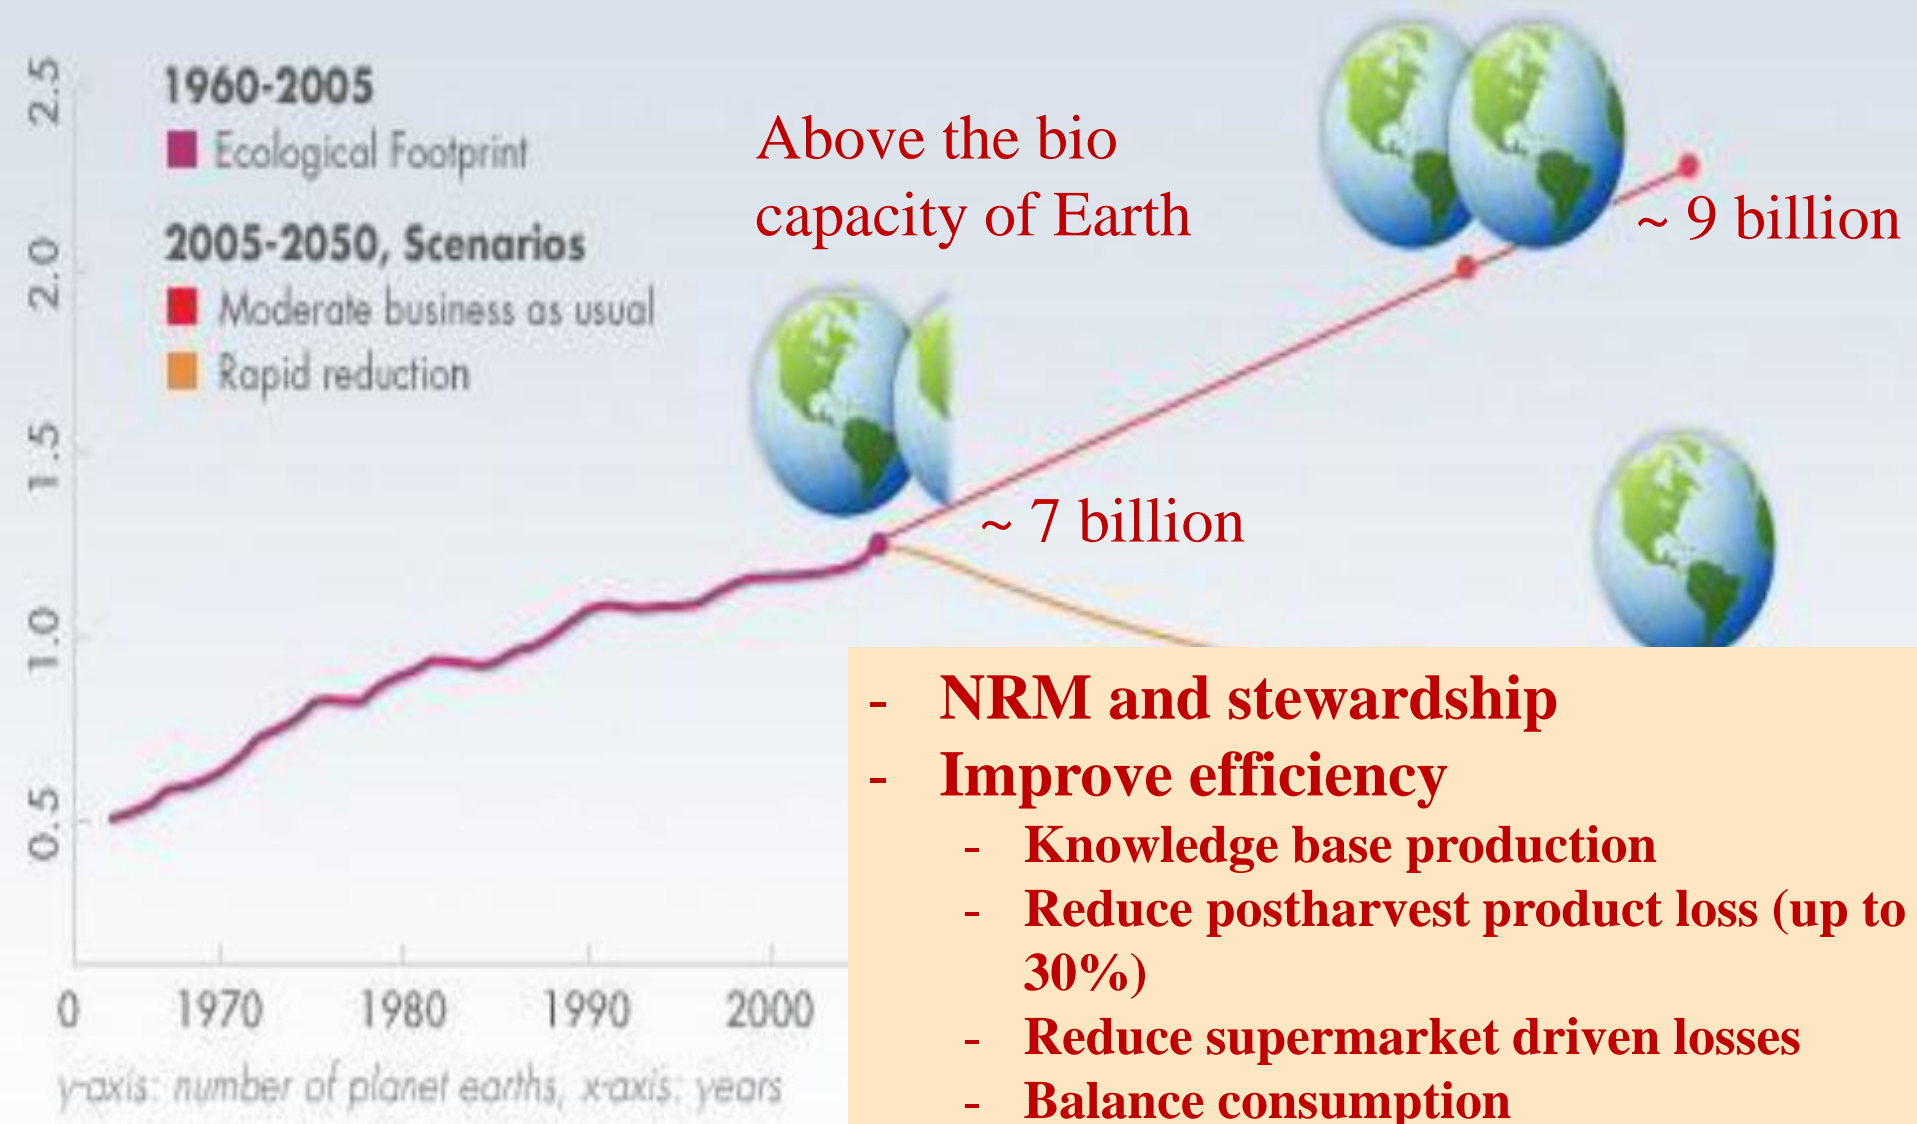 2.5
2.0
1.5
1.0
0.5
1960-2005
Ecological Footprint
2005-2050, Scenarios
Moderate business as usual
Rapid reduction
Above the bio
capacity of Earth
~ 9 billion
~ 7 billion
- NRM and stewardship
- Improve efficiency
- Knowledge base production
- Reduce postharvest product loss (up to
30%)
- Reduce supermarket driven losses
- Balance consumption
0 1970 1980 1990 2000
y-axis: number of planet earths, x-axis: years